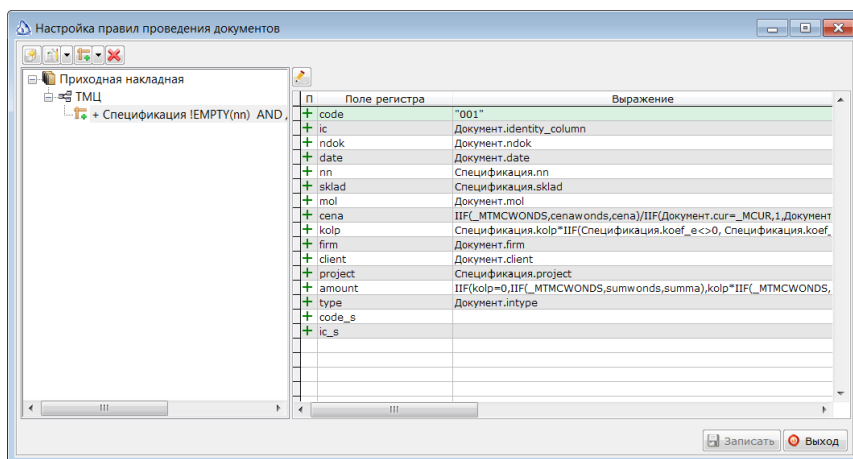 Настройка правил проведения документов
Приходная накладная
ТМЦ
+ Спецификация !EMPTY(nn) AND ,
П Поле регистра Выражение
+ code "001"
+ ic Документ.identity_column
+ ndok Документ.ndok
+ date Документ.date
+ nn Спецификация.nn
+ sklad Спецификация.sklad
+ mol Документ.mol
+ cena IIF(_MTMCWONDS,cenawonds,cena)/IIF(Документ.cur=_MCUR,1,Документ
+ kolp Спецификация.kolp*IIF(Спецификация.koef_e<>0, Спецификация.koef_
+ firm Документ.firm
+ client Документ.client
+ project Спецификация.project
+ amount IIF(kolp=0,IIF(_MTMCWONDS,sumwonds,summa),kolp*IIF(_MTMCWONDS,
+ type Документ.intype
+ code_s
+ ic_s
Записать Выход